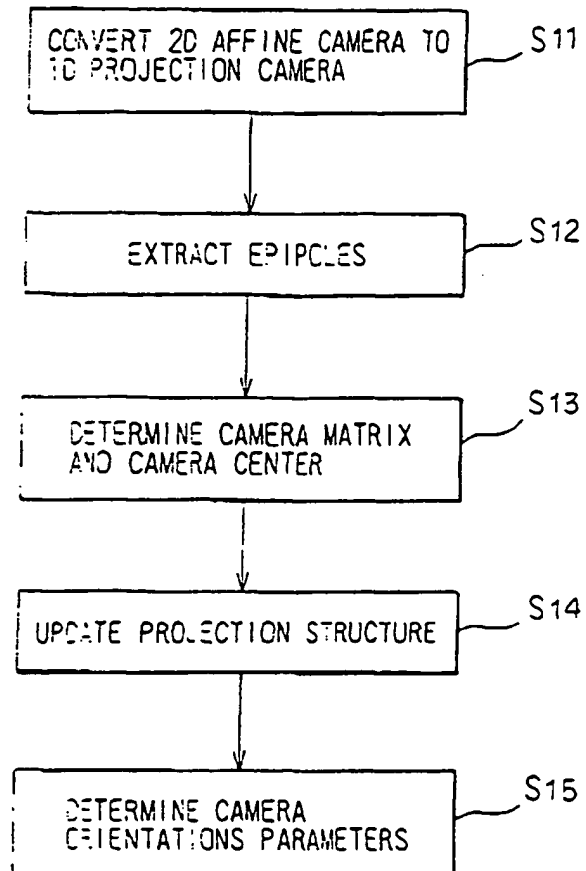 CONVERT 2D AFFINE CAMERA TO
1D PROJECTION CAMERA
S11
EXTRACT EPIPOLES
S12
DETERMINE CAMERA MATRIX
AND CAMERA CENTER
S13
UPDATE PROJECTION STRUCTURE
S14
DETERMINE CAMERA
ORIENTATIONS PARAMETERS
S15